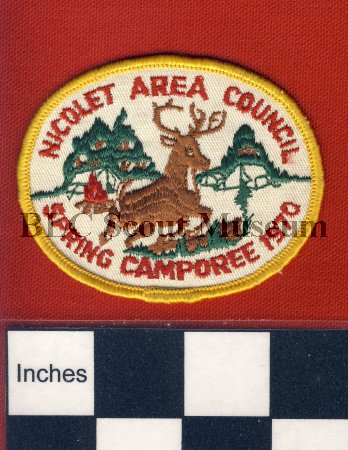 NICOLET AREA COUNCIL
BLC Scout Museum
SPRING CAMPOREE 1970
Inches